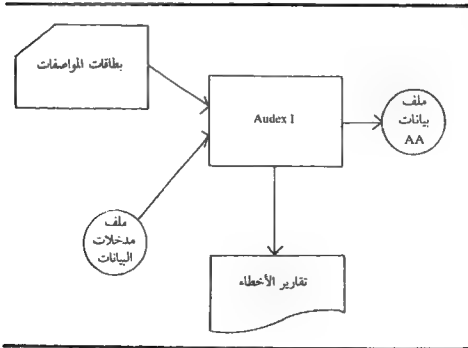 بطاقات المواصفات
Audex I
ملف
بيانات
AA
ملف
مدخلات
البيانات
تقارير الأخطاء